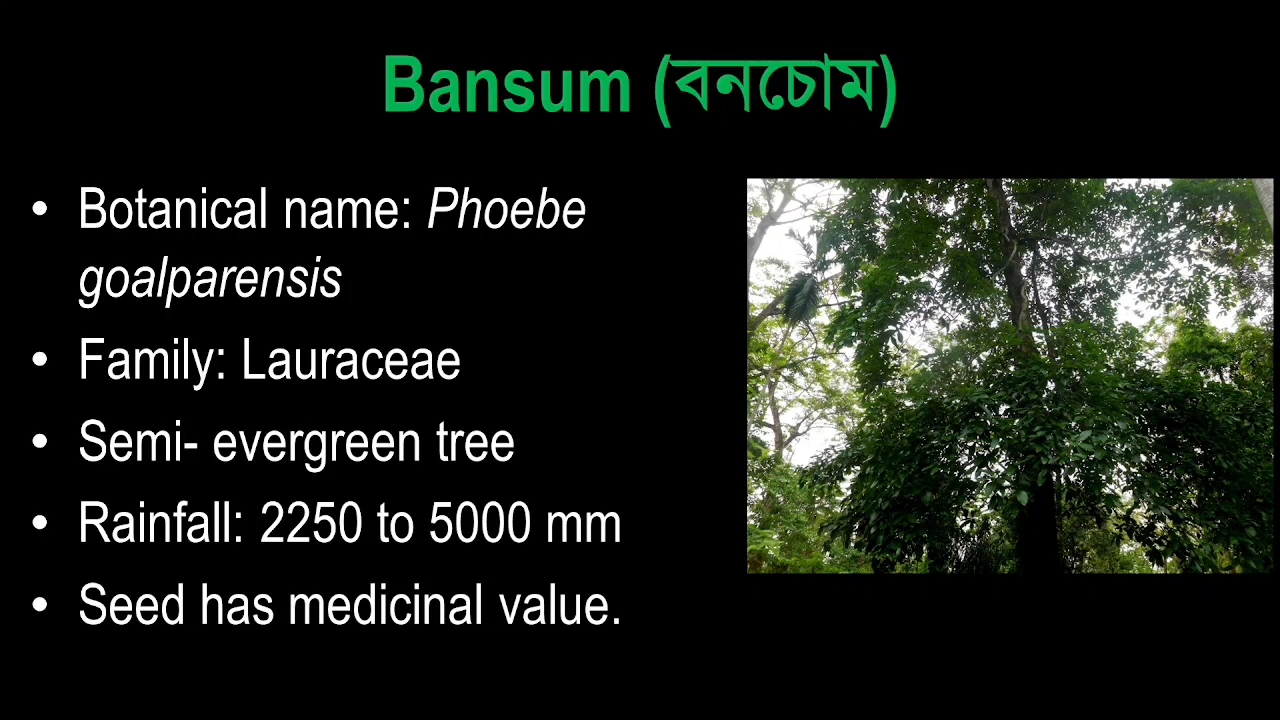 Bansum (বনচোম)
• Botanical name: Phoebe
goalparensis
• Family: Lauraceae
• Semi- evergreen tree
• Rainfall: 2250 to 5000 mm
• Seed has medicinal value.